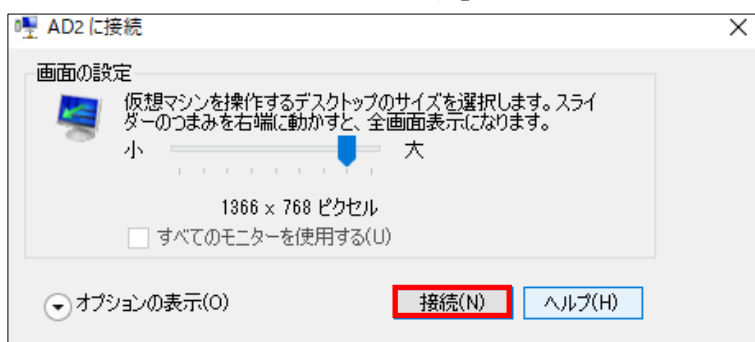 AD2 に接続
画面の設定
仮想マシンを操作するデスクトップのサイズを選択します。スライ
ダーのつまみを右端に動かすと、全画面表示になります。
小 大
1366 x 768 ピクセル
すべてのモニターを使用する(U)
オプションの表示(O) 接続(N) ヘルプ(H)